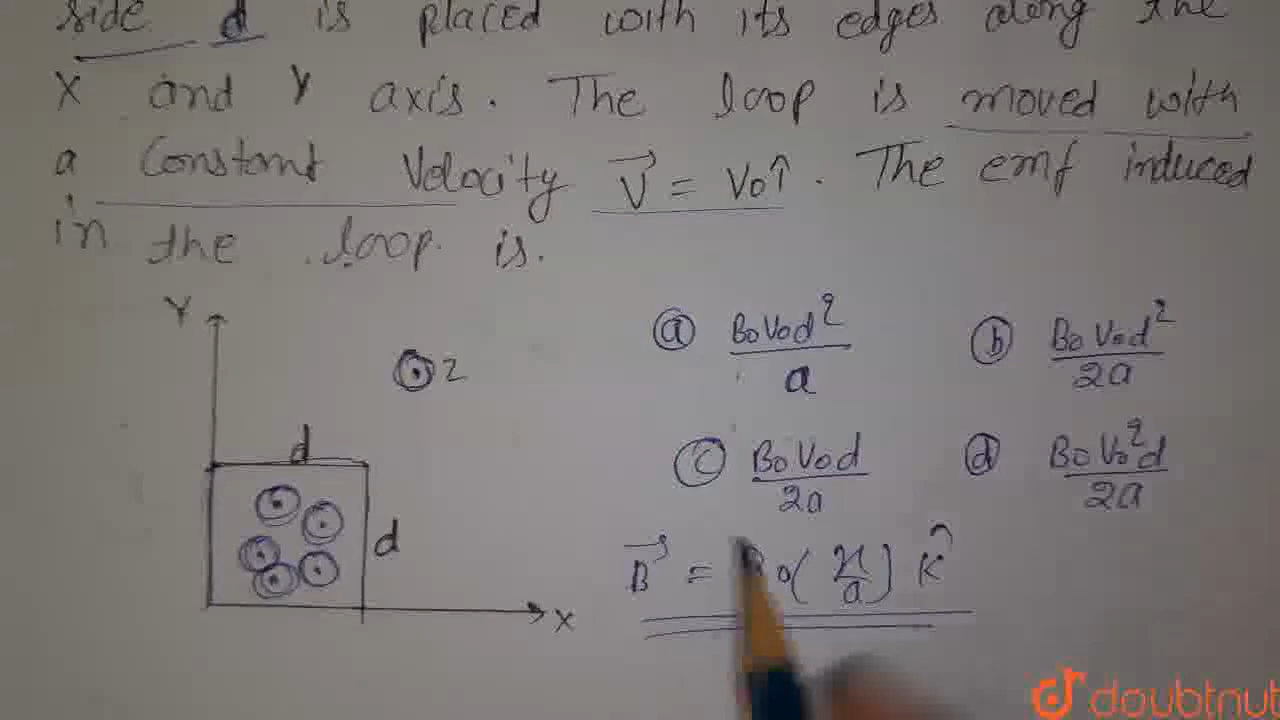 side d is placed with its edges along the
X and Y axis. The loop is moved with
a Constant Velocity V⃗ = V₀î. The emf induced
in the loop is.
Y
⊙ z
d
d
X
ⓐ B₀V₀d² / a
ⓑ B₀V₀d² / 2a
ⓒ B₀V₀d / 2a
ⓓ B₀V₀²d / 2a
B⃗ = B₀(x/a) K̂
doubtnut